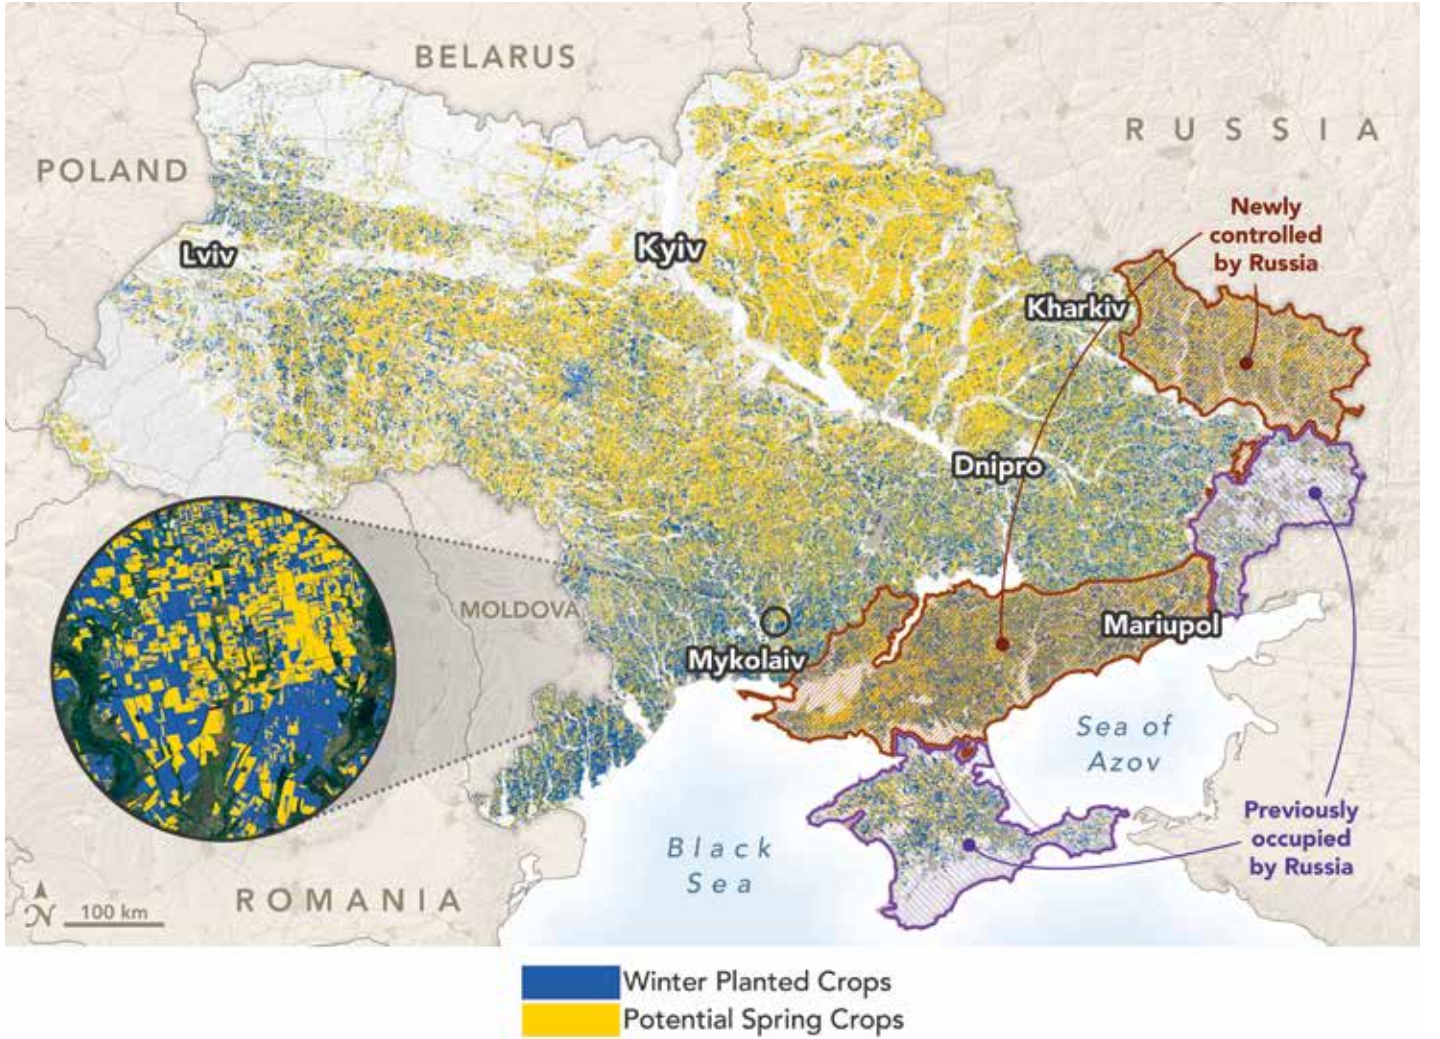 BELARUS
RUSSIA
POLAND
Newly
controlled
by Russia
Lviv
Kyiv
Kharkiv
Dnipro
MOLDOVA
Mykolaiv
Mariupol
Sea of
Azov
Previously
occupied
by Russia
Black
Sea
ROMANIA
N
100 km
Winter Planted Crops
Potential Spring Crops